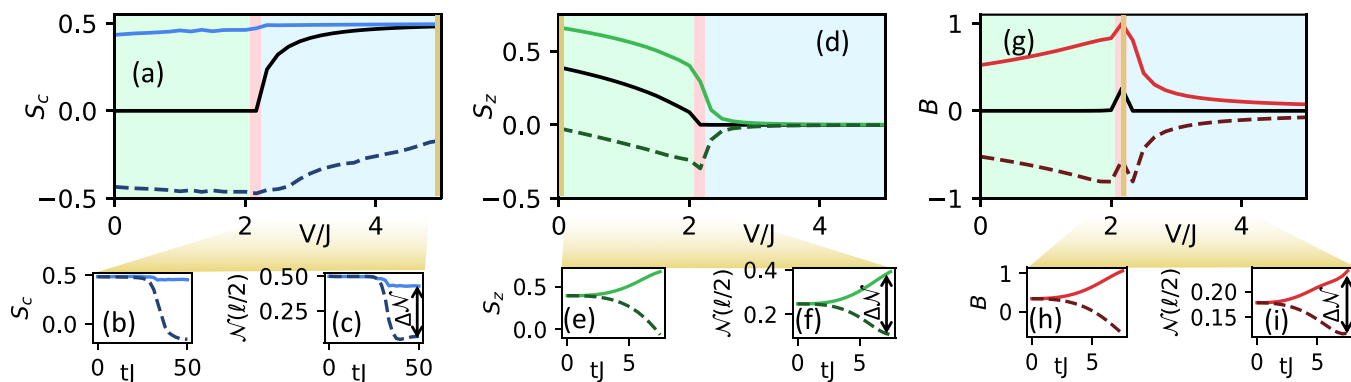 0.5
0.0
−0.5
S_c
(a)
0
2
4
V/J
0.5
0.0
−0.5
S_z
(d)
0
2
4
V/J
1
0
−1
B
(g)
0
2
4
V/J
0.5
0.0
S_c
(b)
0
50
tJ
0.50
0.25
𝒩(ℓ/2)
(c)
Δ𝒩
0
50
tJ
0.5
0.0
S_z
(e)
0
5
tJ
0.4
0.2
𝒩(ℓ/2)
(f)
Δ𝒩
0
5
tJ
1
0
B
(h)
0
5
tJ
0.20
0.15
𝒩(ℓ/2)
(i)
Δ𝒩
0
5
tJ